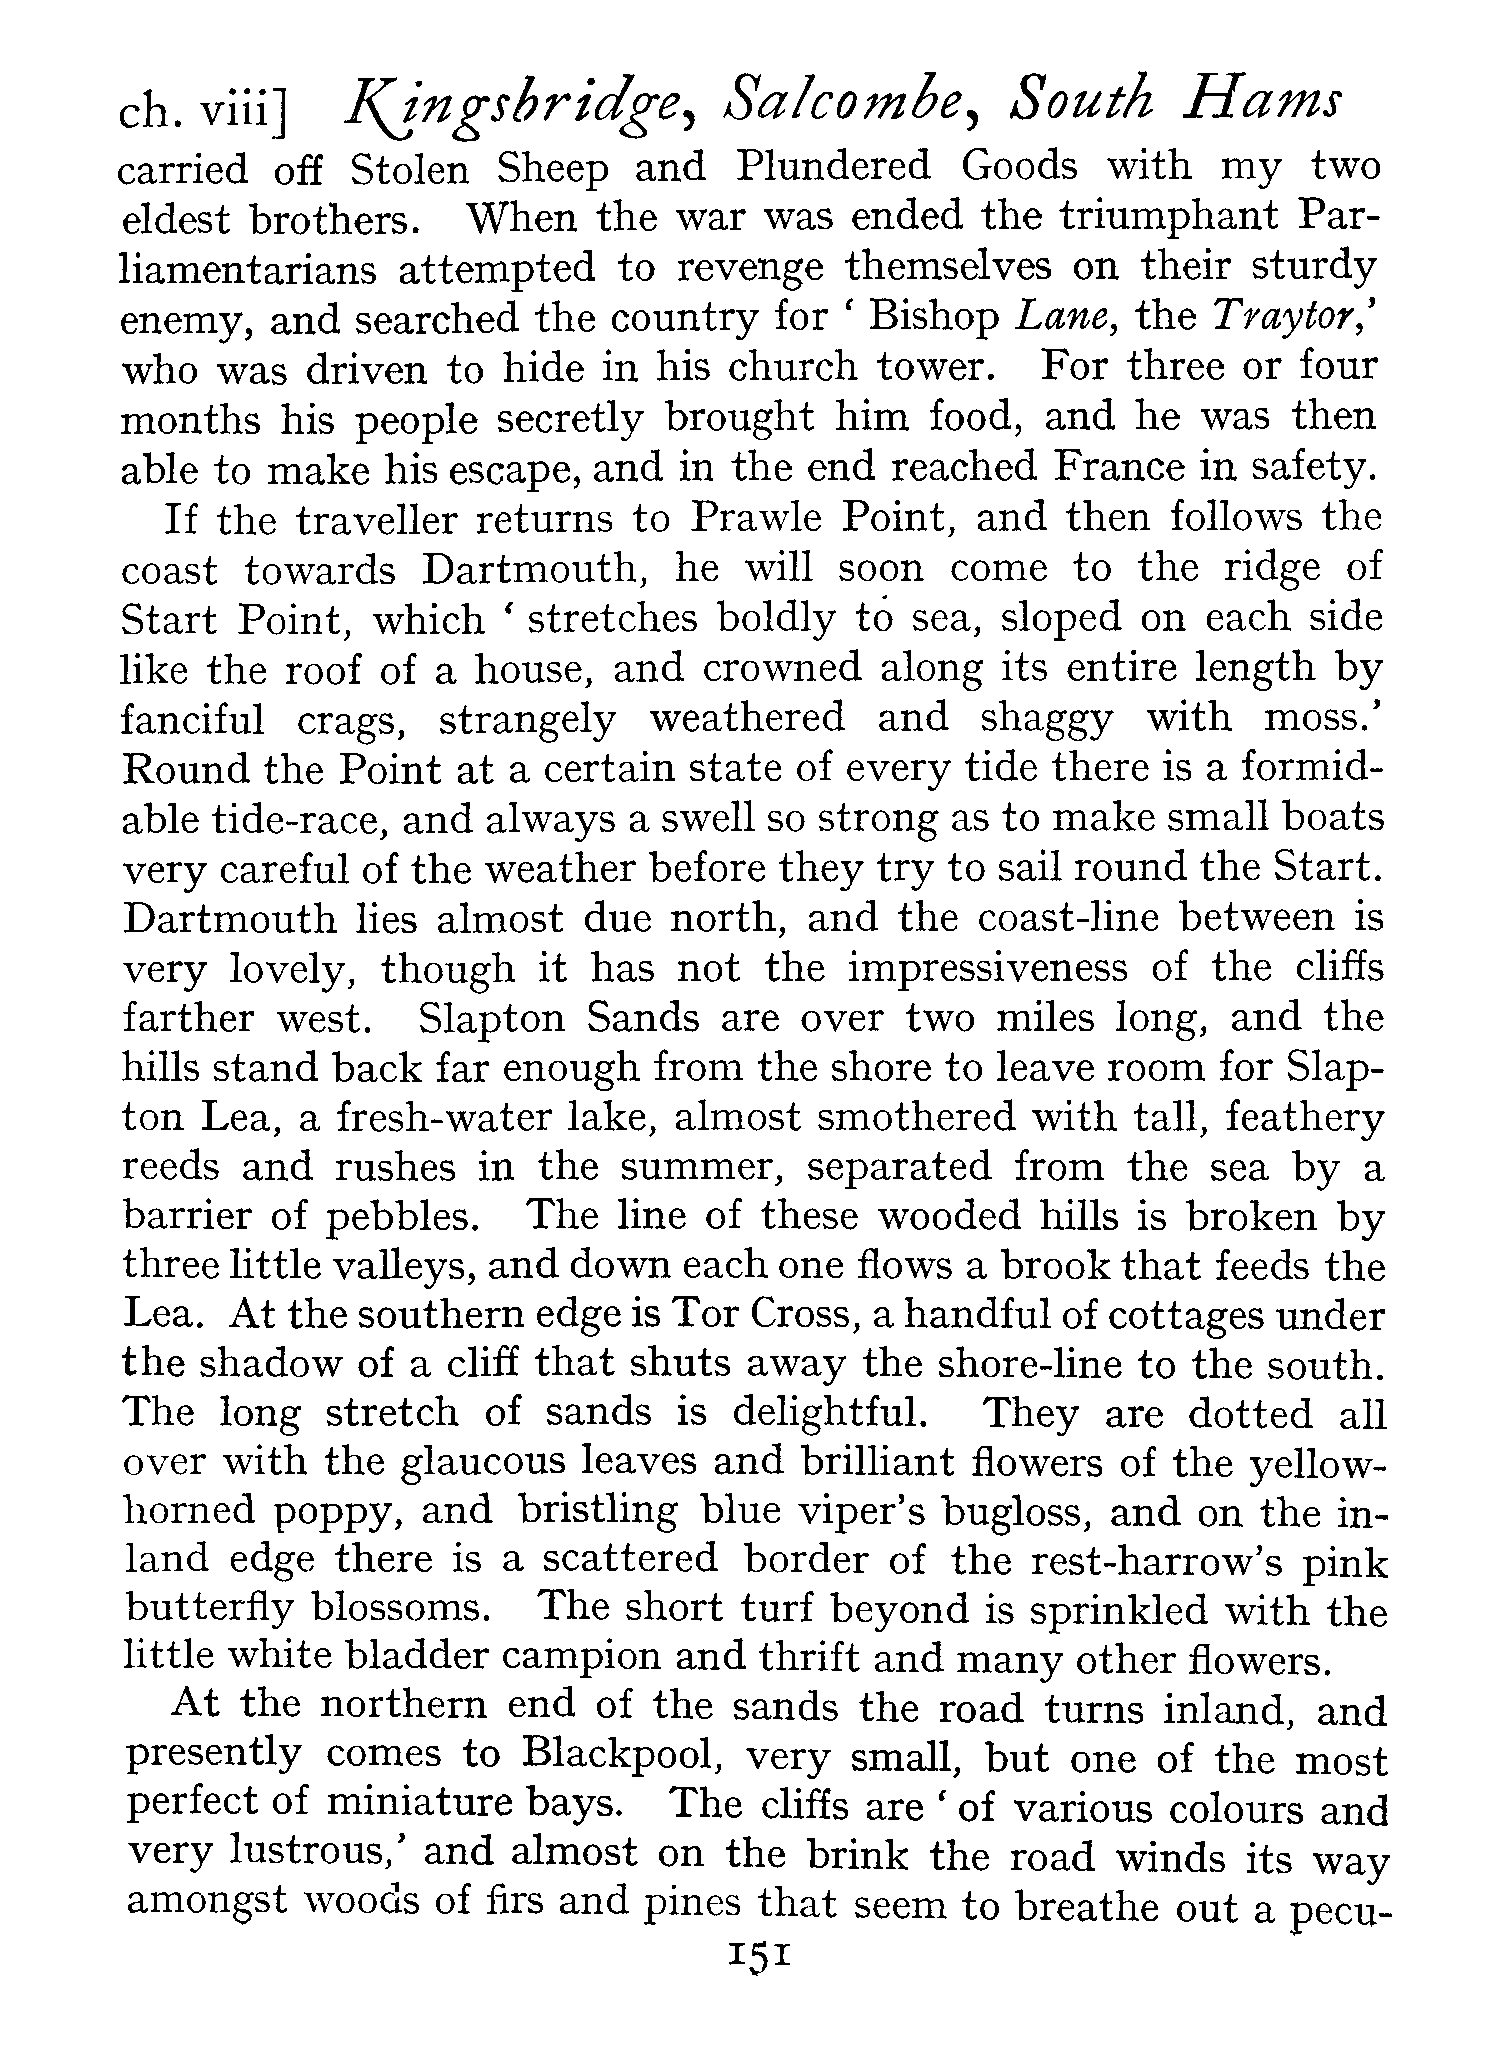 ch. viii] Kingsbridge, Salcombe, South Hams
carried off Stolen Sheep and Plundered Goods with my two
eldest brothers. When the war was ended the triumphant Par-
liamentarians attempted to revenge themselves on their sturdy
enemy, and searched the country for ‘ Bishop Lane, the Traytor,’
who was driven to hide in his church tower. For three or four
months his people secretly brought him food, and he was then
able to make his escape, and in the end reached France in safety.
If the traveller returns to Prawle Point, and then follows the
coast towards Dartmouth, he will soon come to the ridge of
Start Point, which ‘ stretches boldly to sea, sloped on each side
like the roof of a house, and crowned along its entire length by
fanciful crags, strangely weathered and shaggy with moss.’
Round the Point at a certain state of every tide there is a formid-
able tide-race, and always a swell so strong as to make small boats
very careful of the weather before they try to sail round the Start.
Dartmouth lies almost due north, and the coast-line between is
very lovely, though it has not the impressiveness of the cliffs
farther west. Slapton Sands are over two miles long, and the
hills stand back far enough from the shore to leave room for Slap-
ton Lea, a fresh-water lake, almost smothered with tall, feathery
reeds and rushes in the summer, separated from the sea by a
barrier of pebbles. The line of these wooded hills is broken by
three little valleys, and down each one flows a brook that feeds the
Lea. At the southern edge is Tor Cross, a handful of cottages under
the shadow of a cliff that shuts away the shore-line to the south.
The long stretch of sands is delightful. They are dotted all
over with the glaucous leaves and brilliant flowers of the yellow-
horned poppy, and bristling blue viper’s bugloss, and on the in-
land edge there is a scattered border of the rest-harrow’s pink
butterfly blossoms. The short turf beyond is sprinkled with the
little white bladder campion and thrift and many other flowers.
At the northern end of the sands the road turns inland, and
presently comes to Blackpool, very small, but one of the most
perfect of miniature bays. The cliffs are ‘ of various colours and
very lustrous,’ and almost on the brink the road winds its way
amongst woods of firs and pines that seem to breathe out a pecu-
151